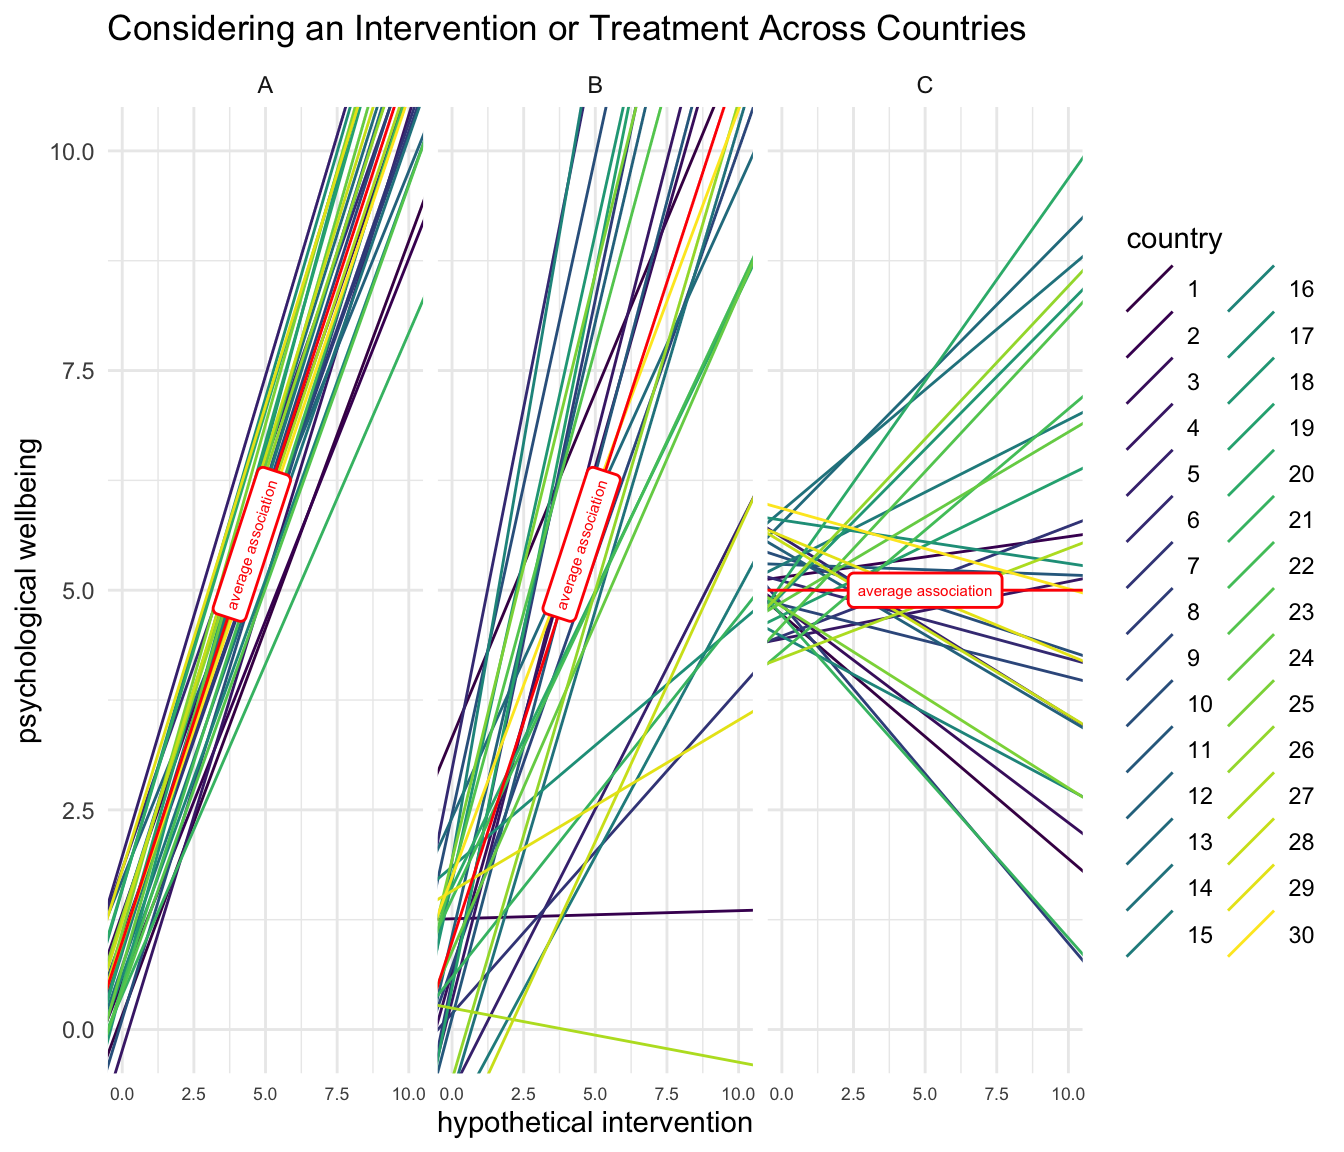 Considering an Intervention or Treatment Across Countries
A B C
10.0
7.5
5.0
2.5
0.0
psychological wellbeing
average association
average association
average association
0.0 2.5 5.0 7.5 10.0 0.0 2.5 5.0 7.5 10.0 0.0 2.5 5.0 7.5 10.0
hypothetical intervention
country
1 16
2 17
3 18
4 19
5 20
6 21
7 22
8 23
9 24
10 25
11 26
12 27
13 28
14 29
15 30